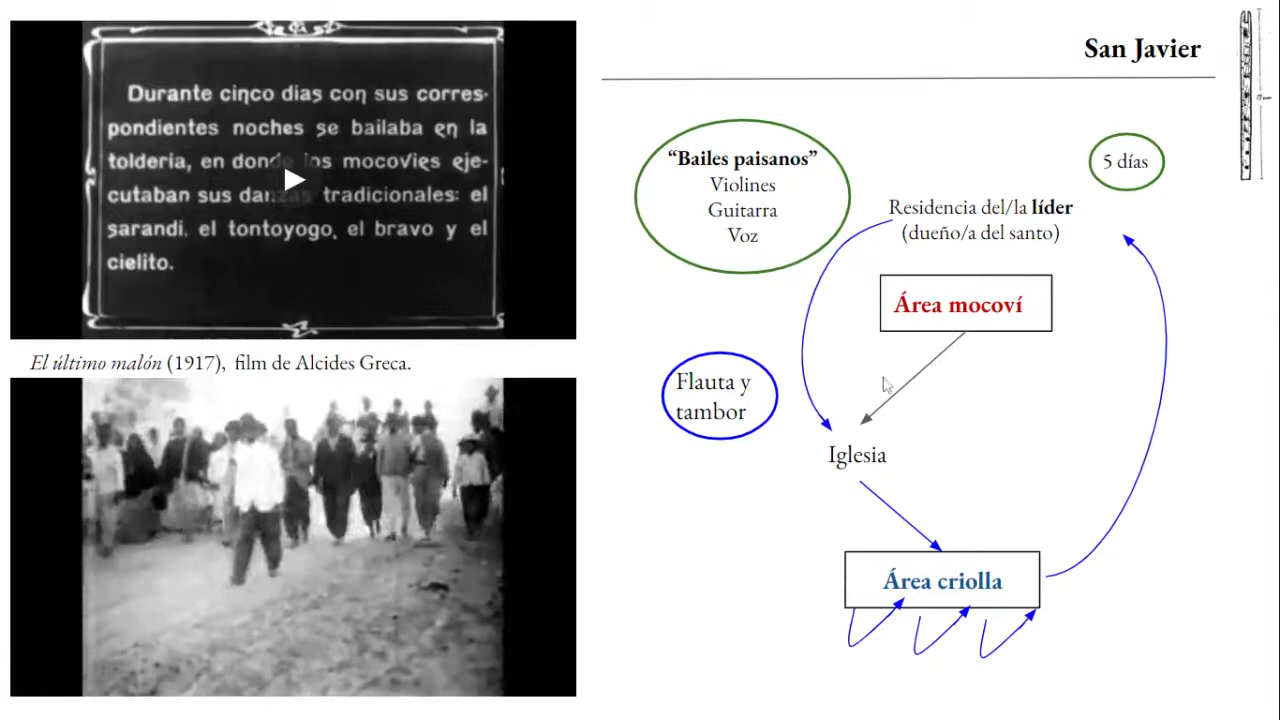 Durante cinco dias con sus corres-
pondientes noches se bailaba en la
toldería, en donde los mocovíes eje-
cutaban sus danzas tradicionales: el
sarandí, el tontoyogo, el bravo y el
cielito.
El último malón (1917), film de Alcides Greca.
San Javier
“Bailes paisanos”
Violines
Guitarra
Voz
5 días
Residencia del/la líder
(dueño/a del santo)
Área mocoví
Flauta y
tambor
Iglesia
Área criolla